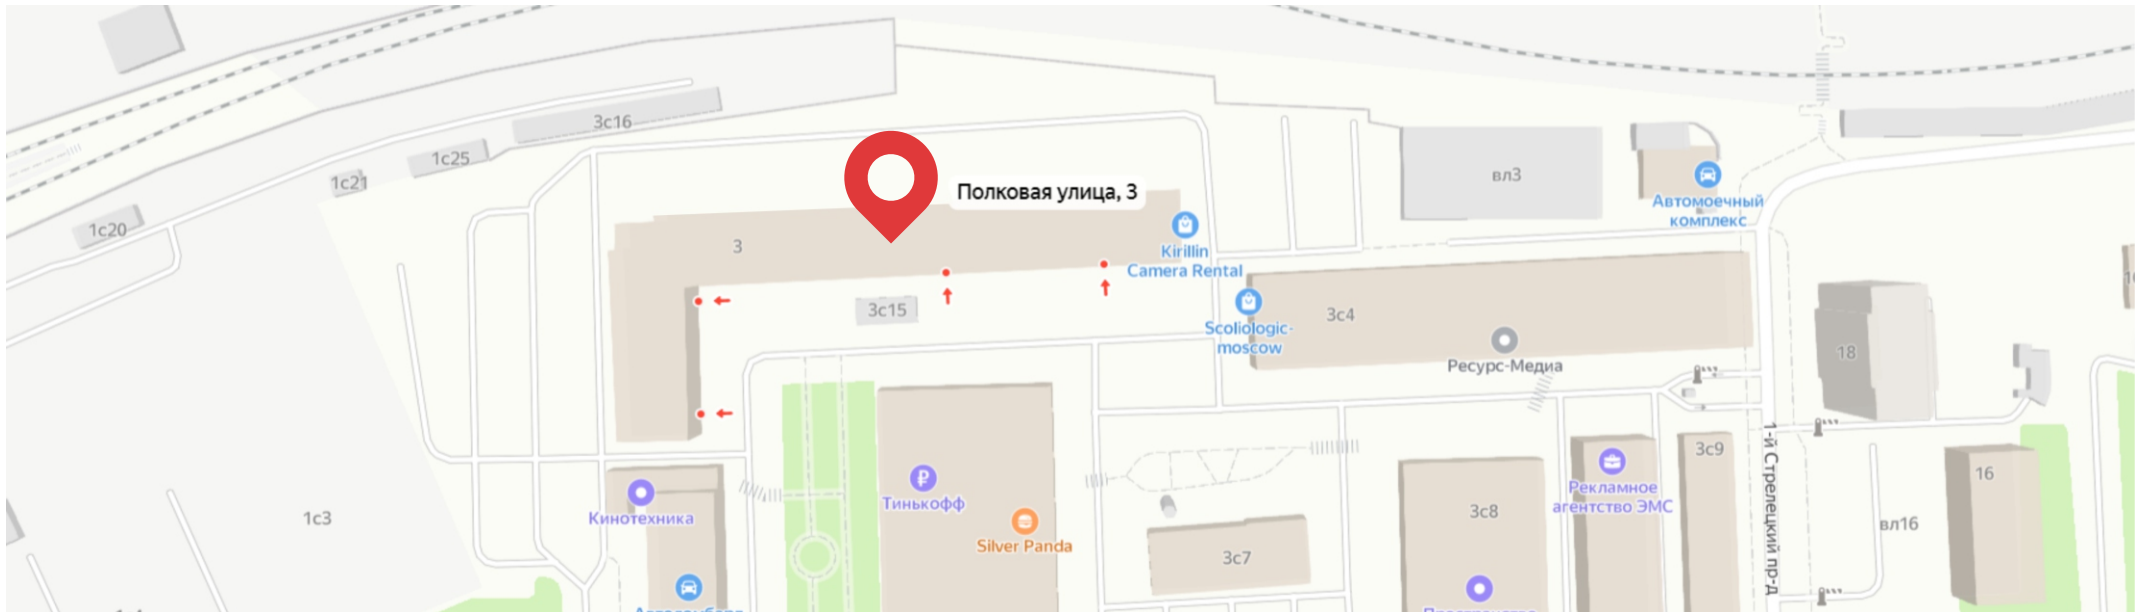 3с16
1с25
1с21
1с20
3
Полковая улица, 3
Kirillin
Camera Rental
вл3
Автомоечный
комплекс
3с15
Scoliologic-
moscow
3с4
Ресурс-Медиа
18
1с3
Кинотехника
Тинькофф
Silver Panda
3с7
3с8
Рекламное
агентство ЭМС
3с9
1-й Стрелецкий пр-д
16
вл16